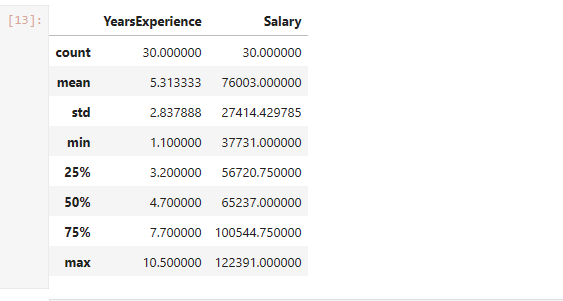 [13]: YearsExperience Salary
count 30.000000 30.000000
mean 5.313333 76003.000000
std 2.837888 27414.429785
min 1.100000 37731.000000
25% 3.200000 56720.750000
50% 4.700000 65237.000000
75% 7.700000 100544.750000
max 10.500000 122391.000000